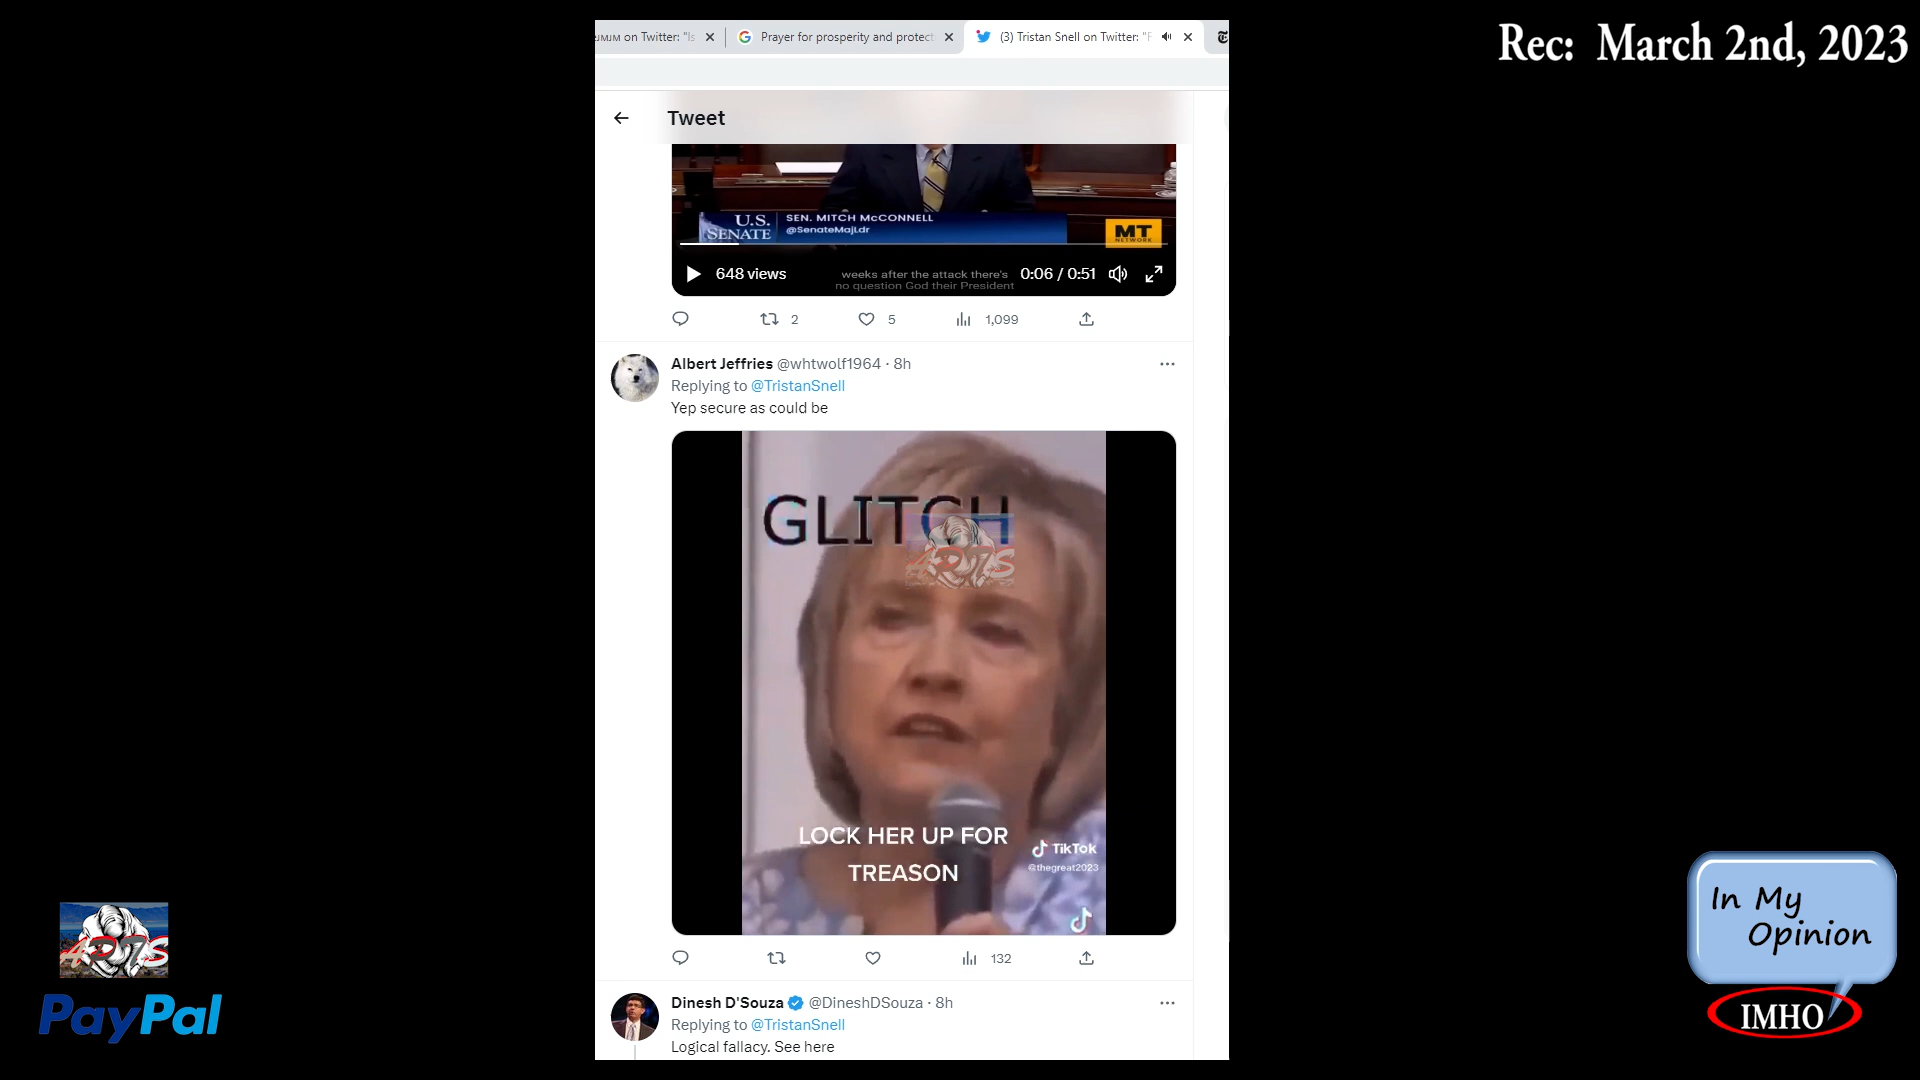 Rec: March 2nd, 2023
on Twitter: "Is
Prayer for prosperity and protect
(3) Tristan Snell on Twitter: "F
Tweet
U.S. SENATE
SEN. MITCH McCONNELL
@SenateMajLdr
MT
NETWORK
648 views
weeks after the attack there's
no question God their President
0:06 / 0:51
2 5 1,099
Albert Jeffries @whtwolf1964 · 8h
Replying to @TristanSnell
Yep secure as could be
GLITCH
LOCK HER UP FOR
TREASON
TikTok
@thegreat2023
132
Dinesh D'Souza @DineshDSouza · 8h
Replying to @TristanSnell
Logical fallacy. See here
PayPal
In My
Opinion
IMHO